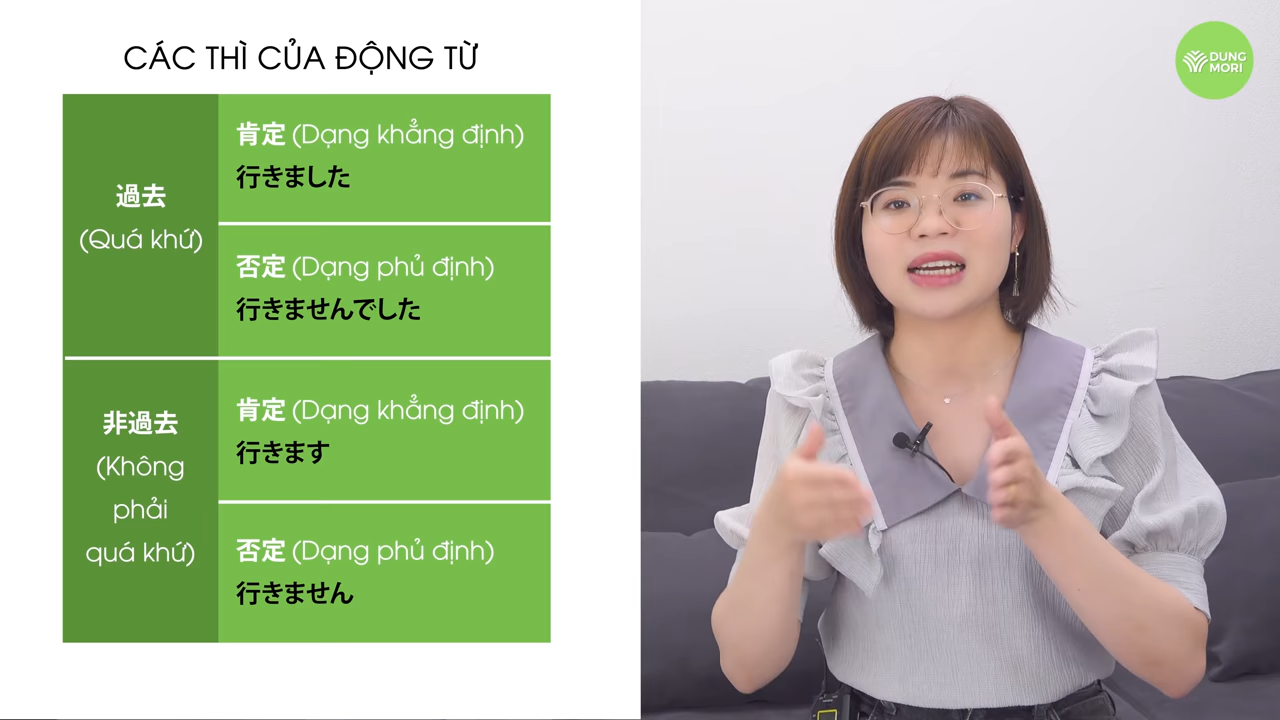 CÁC THÌ CỦA ĐỘNG TỪ
過去
(Quá khứ)
肯定 (Dạng khẳng định)
行きました
否定 (Dạng phủ định)
行きませんでした
非過去
(Không
phải
quá khứ)
肯定 (Dạng khẳng định)
行きます
否定 (Dạng phủ định)
行きません
DUNG
MORI